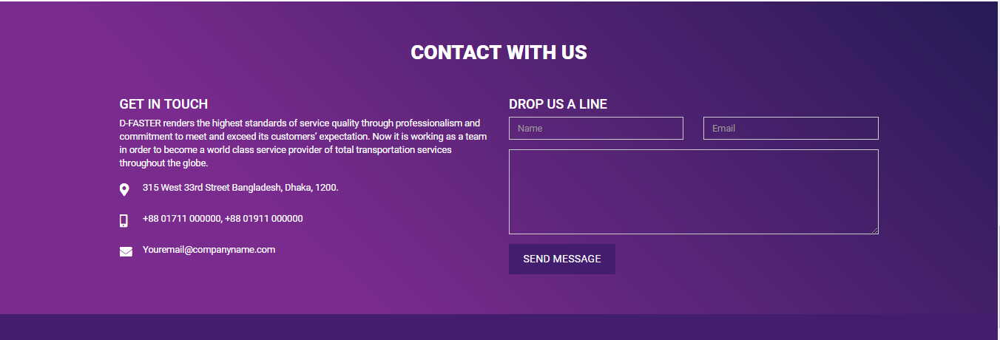 CONTACT WITH US
GET IN TOUCH
D-FASTER renders the highest standards of service quality through professionalism and
commitment to meet and exceed its customers’ expectation. Now it is working as a team
in order to become a world class service provider of total transportation services
throughout the globe.
315 West 33rd Street Bangladesh, Dhaka, 1200.
+88 01711 000000, +88 01911 000000
Youremail@companyname.com
DROP US A LINE
Name
Email
SEND MESSAGE